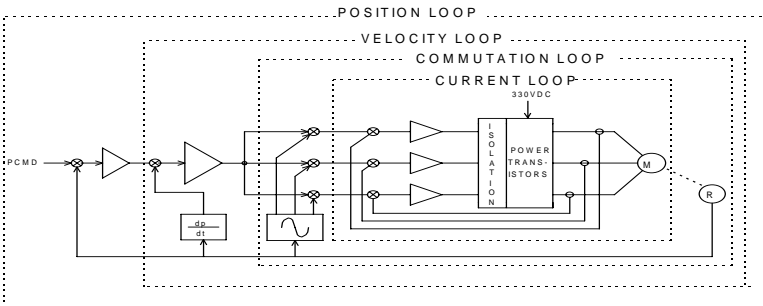 POSITION LOOP
VELOCITY LOOP
COMMUTATION LOOP
CURRENT LOOP
330VDC
PCMD
ISOLATION
POWER
TRANS-
ISTORS
M
R
dp
dt